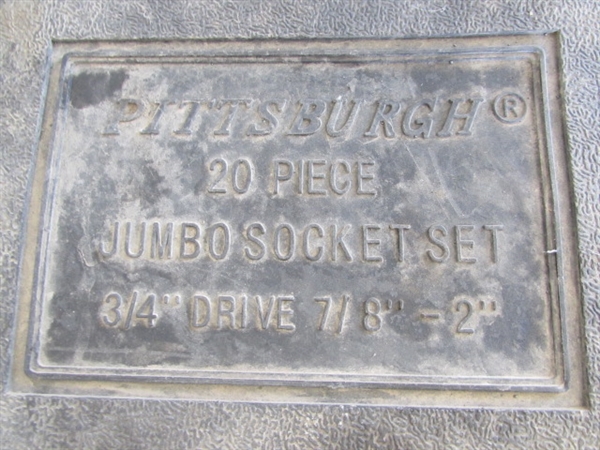 PITTSBURGH®
20 PIECE
JUMBO SOCKET SET
3/4" DRIVE 7/8" - 2"